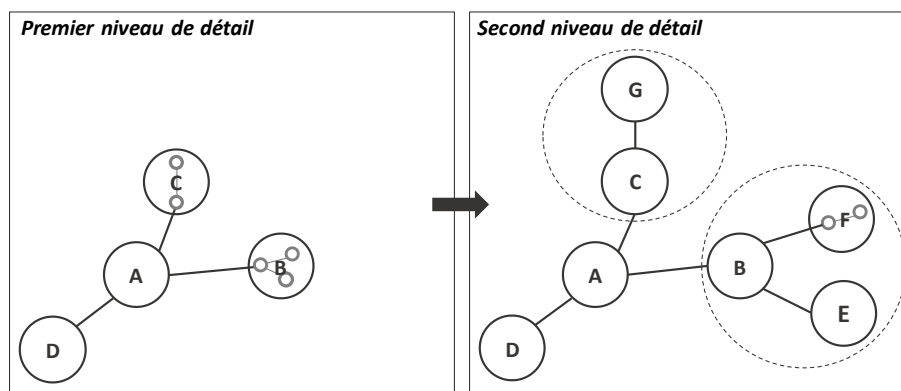 Premier niveau de détail
C
A
B
D
Second niveau de détail
G
C
F
A
B
E
D